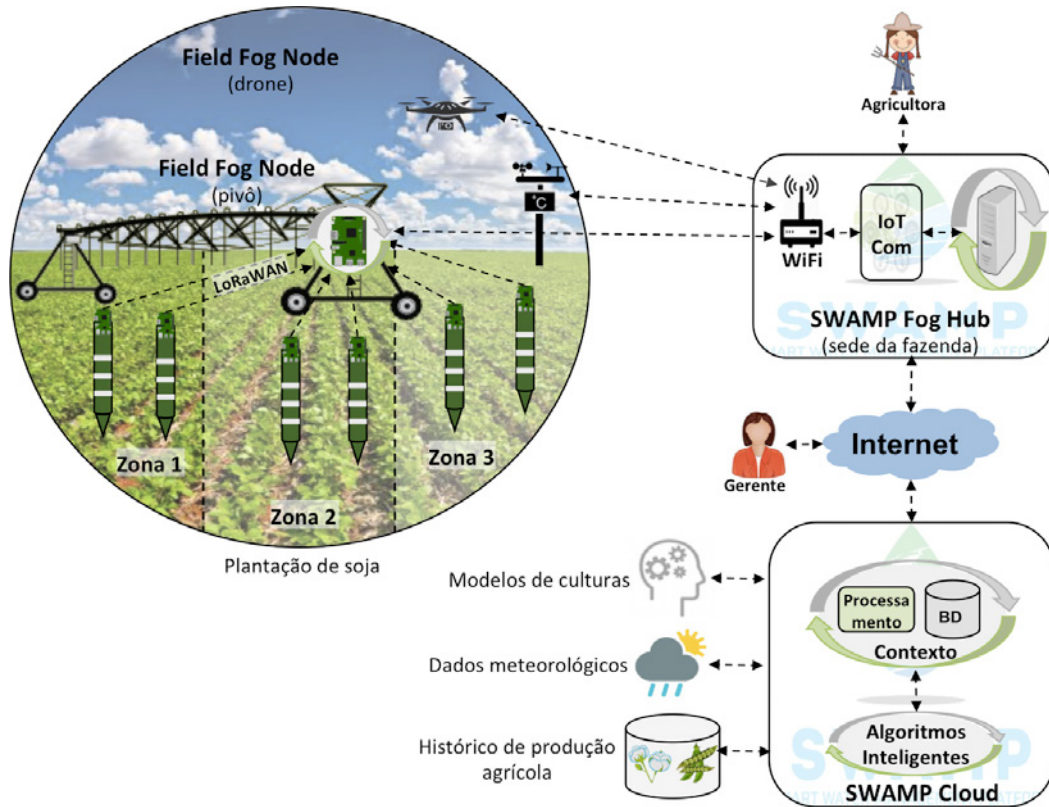 Field Fog Node
(drone)
Field Fog Node
(pivô)
°C
LoRaWAN
Zona 1
Zona 2
Zona 3
Plantação de soja
Agricultora
WiFi
IoT
Com
SWAMP Fog Hub
(sede da fazenda)
Internet
Gerente
Modelos de culturas
Dados meteorológicos
Histórico de produção
agrícola
Processa
mento
BD
Contexto
Algoritmos
Inteligentes
SWAMP Cloud